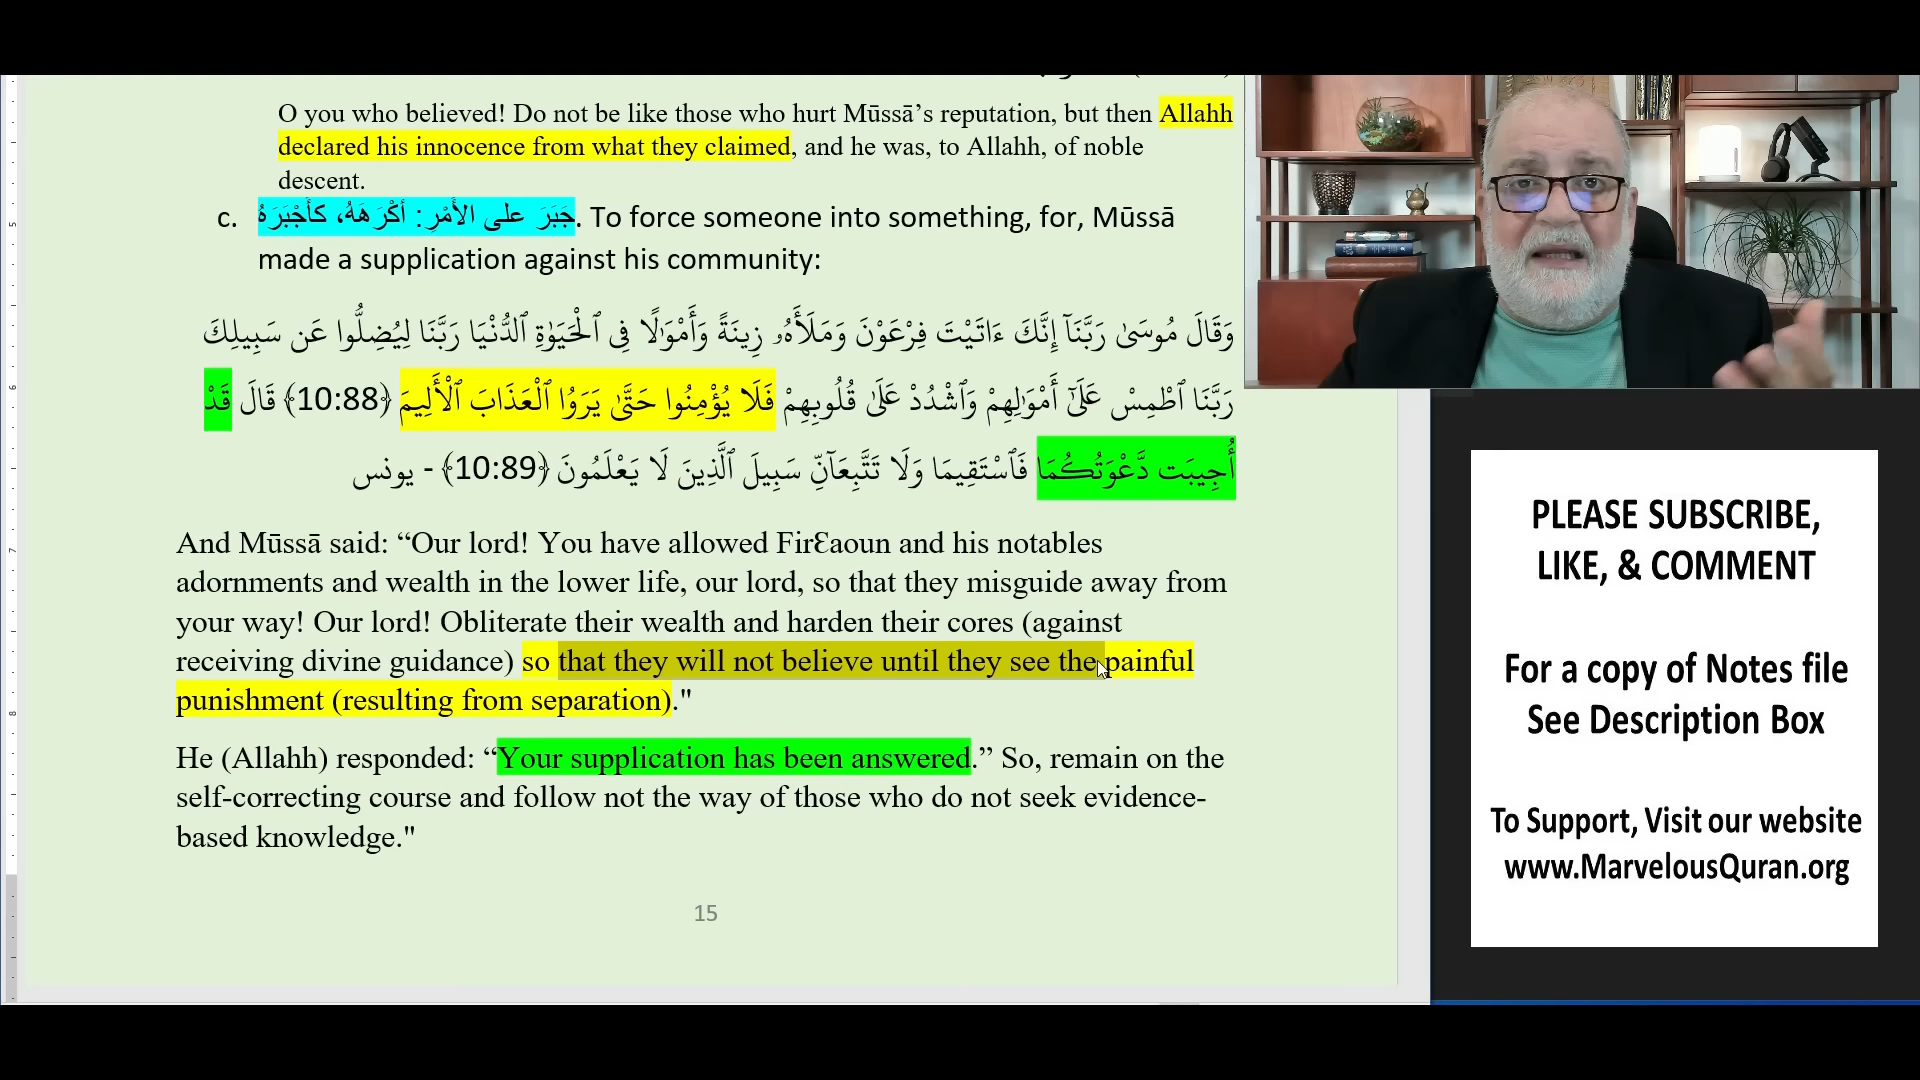 O you who believed! Do not be like those who hurt Mūssā’s reputation, but then Allahh
declared his innocence from what they claimed, and he was, to Allahh, of noble
descent.
c. جَبَرَ على الأَمْرِ: أكْرَهَهُ، كأَجْبَرَهُ. To force someone into something, for, Mūssā
made a supplication against his community:
وَقَالَ مُوسَىٰ رَبَّنَآ إِنَّكَ ءَاتَيْتَ فِرْعَوْنَ وَمَلَأَهُۥ زِينَةً وَأَمْوَٰلًا فِى ٱلْحَيَوٰةِ ٱلدُّنْيَا رَبَّنَا لِيُضِلُّوا عَن سَبِيلِكَ
رَبَّنَا ٱطْمِسْ عَلَىٰٓ أَمْوَٰلِهِمْ وَٱشْدُدْ عَلَىٰ قُلُوبِهِمْ فَلَا يُؤْمِنُوا حَتَّىٰ يَرَوُا ٱلْعَذَابَ ٱلْأَلِيمَ ﴿10:88﴾ قَالَ قَدْ
أُجِيبَت دَّعْوَتُكُمَا فَٱسْتَقِيمَا وَلَا تَتَّبِعَآنِّ سَبِيلَ ٱلَّذِينَ لَا يَعْلَمُونَ ﴿10:89﴾ - يونس
And Mūssā said: “Our lord! You have allowed FirƐaoun and his notables
adornments and wealth in the lower life, our lord, so that they misguide away from
your way! Our lord! Obliterate their wealth and harden their cores (against
receiving divine guidance) so that they will not believe until they see the painful
punishment (resulting from separation)."
He (Allahh) responded: “Your supplication has been answered.” So, remain on the
self-correcting course and follow not the way of those who do not seek evidence-
based knowledge."
15
5
6
7
8
PLEASE SUBSCRIBE,
LIKE, & COMMENT
For a copy of Notes file
See Description Box
To Support, Visit our website
www.MarvelousQuran.org